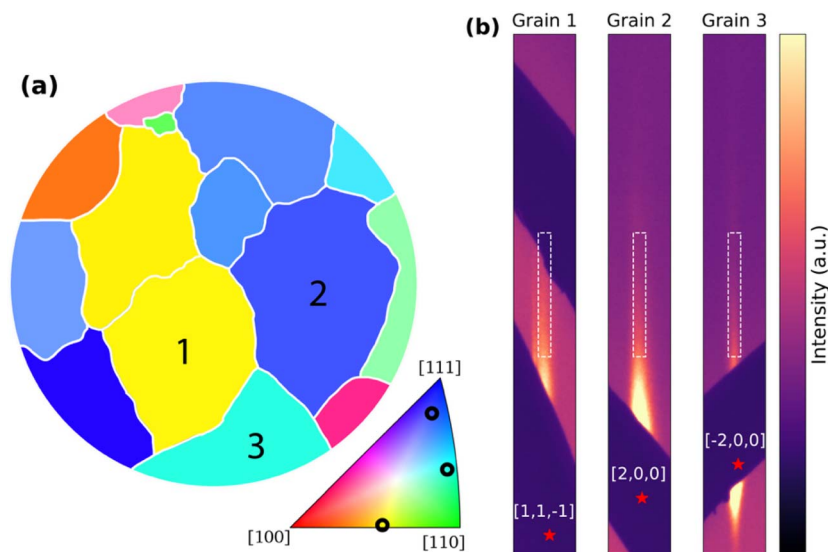 (a)
1
2
3
[111]
[100]
[110]
(b)
Grain 1 Grain 2 Grain 3
[1,1,-1]
[2,0,0]
[-2,0,0]
Intensity (a.u.)